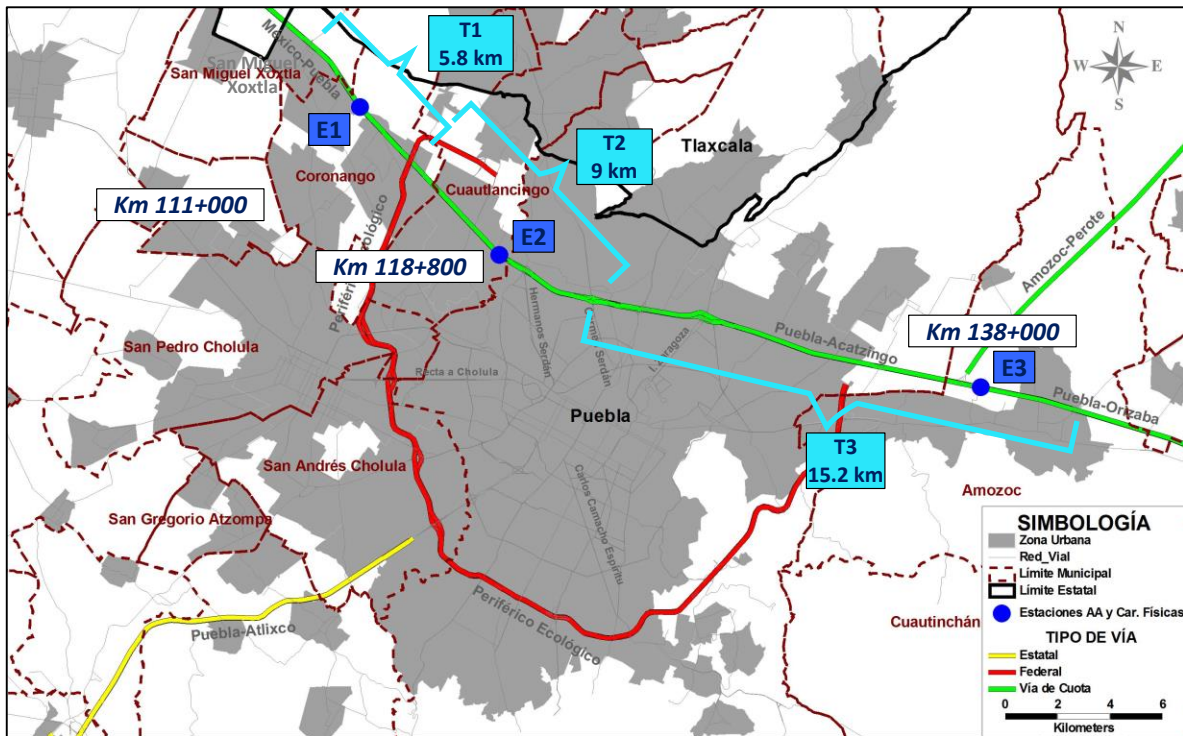 México-Puebla
T1
5.8 km
N
W E
S
San Miguel Xoxtla
San Miguel
Xoxtla
E1
T2
9 km
Tlaxcala
Coronango
Cuautlancingo
Km 111+000
E2
Km 118+800
Periférico Ecológico
Amozoc-Perote
Hermanos Serdán
Carmen Serdán
I. Zaragoza
Puebla-Acatzingo
Km 138+000
E3
San Pedro Cholula
Recta a Cholula
Puebla-Orizaba
Puebla
T3
15.2 km
San Andrés Cholula
Carlos Camacho Espíritu
Amozoc
San Gregorio Atzompa
Puebla-Atlixco
Periférico Ecológico
Cuautinchán
SIMBOLOGÍA
Zona Urbana
Red_Vial
Límite Municipal
Límite Estatal
Estaciones AA y Car. Físicas
TIPO DE VÍA
Estatal
Federal
Vía de Cuota
0 2 4 6
Kilometers